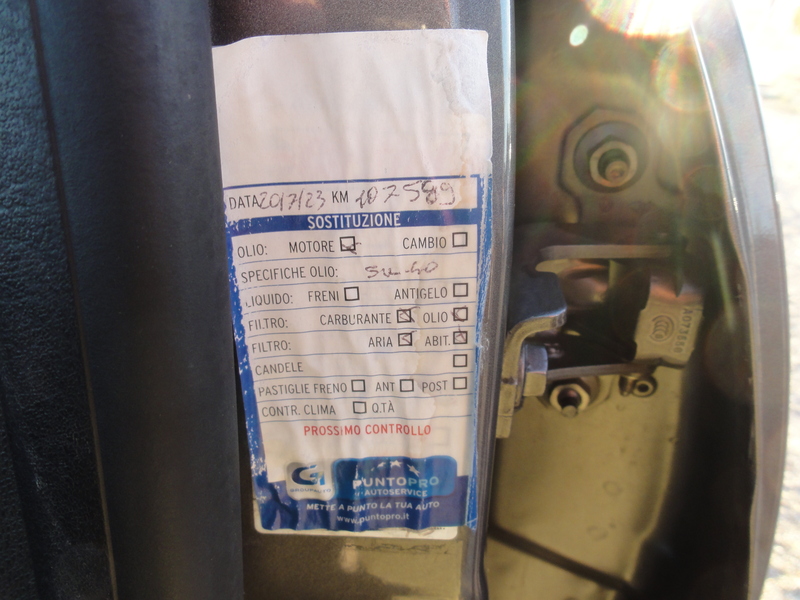 DATA 20/7/23 KM 107589
SOSTITUZIONE
OLIO: MOTORE CAMBIO
SPECIFICHE OLIO: 5W-40
LIQUIDO: FRENI ANTIGELO
FILTRO: CARBURANTE OLIO
FILTRO: ARIA ABIT.
CANDELE
PASTIGLIE FRENO ANT POST
CONTR. CLIMA Q.TÀ
PROSSIMO CONTROLLO
G
PUNTOPRO
AUTOSERVICE
METTE A PUNTO LA TUA AUTO
www.puntopro.it